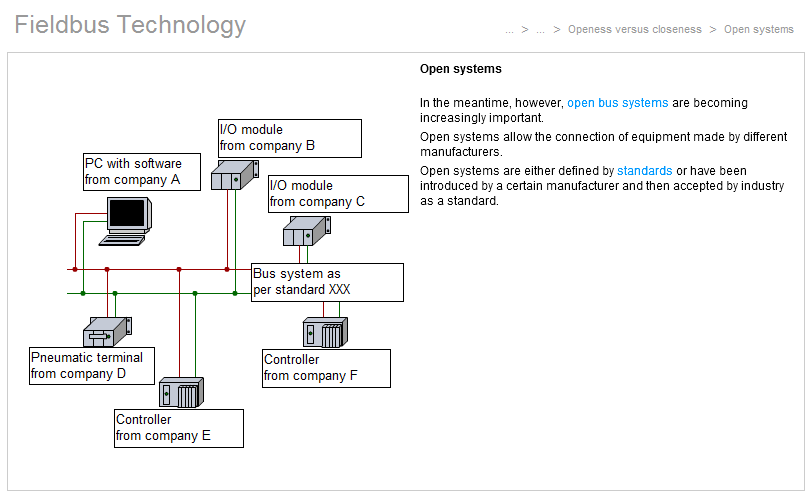 Fieldbus Technology
... > ... > Openess versus closeness > Open systems
Open systems
In the meantime, however, open bus systems are becoming
increasingly important.
Open systems allow the connection of equipment made by different
manufacturers.
Open systems are either defined by standards or have been
introduced by a certain manufacturer and then accepted by industry
as a standard.
I/O module
from company B
PC with software
from company A
I/O module
from company C
Bus system as
per standard XXX
Pneumatic terminal
from company D
Controller
from company F
Controller
from company E